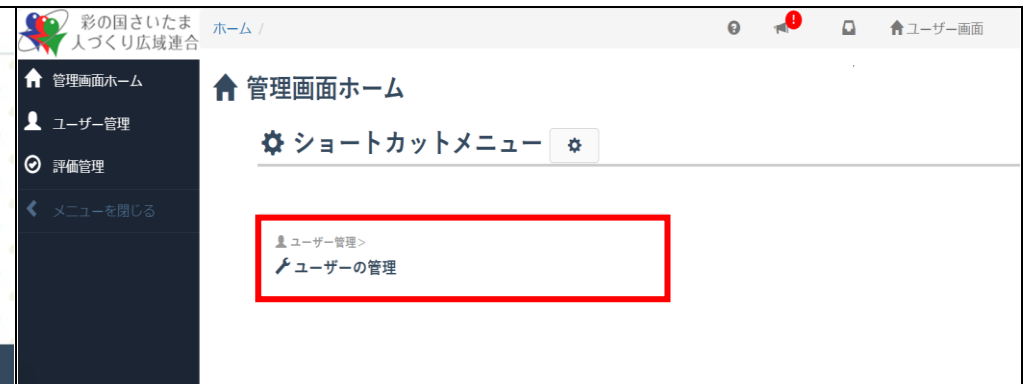 彩の国さいたま
人づくり広域連合
ホーム /
!
ユーザー画面
管理画面ホーム
ユーザー管理
評価管理
メニューを閉じる
管理画面ホーム
ショートカットメニュー
ユーザー管理>
ユーザーの管理